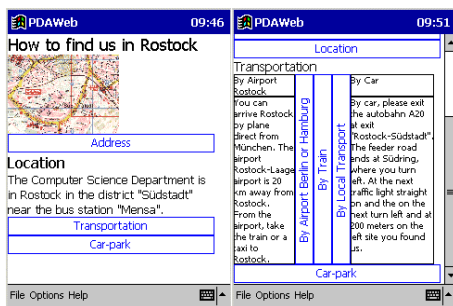 PDAWeb 09:46
How to find us in Rostock
Address
Location
The Computer Science Department is
in Rostock in the district "Südstadt"
near the bus station "Mensa".
Transportation
Car-park
File Options Help
PDAWeb 09:51
Location
Transportation
By Airport
Rostock
You can
arrive Rostock
by plane
direct from
München. The
airport
Rostock-Laage
airport is 20
km away from
Rostock.
From the
airport, take
the train or a
taxi to
Rostock.
By Airport Berlin or Hamburg
By Train
By Local Transport
By Car
By car, please exit
the autobahn A20
at exit
"Rostock-Südstadt".
The feeder road
ends at Südring,
where you turn
left. At the next
traffic light straight
on and the on the
next turn left and at
200 meters on the
left site you found
us.
Car-park
File Options Help